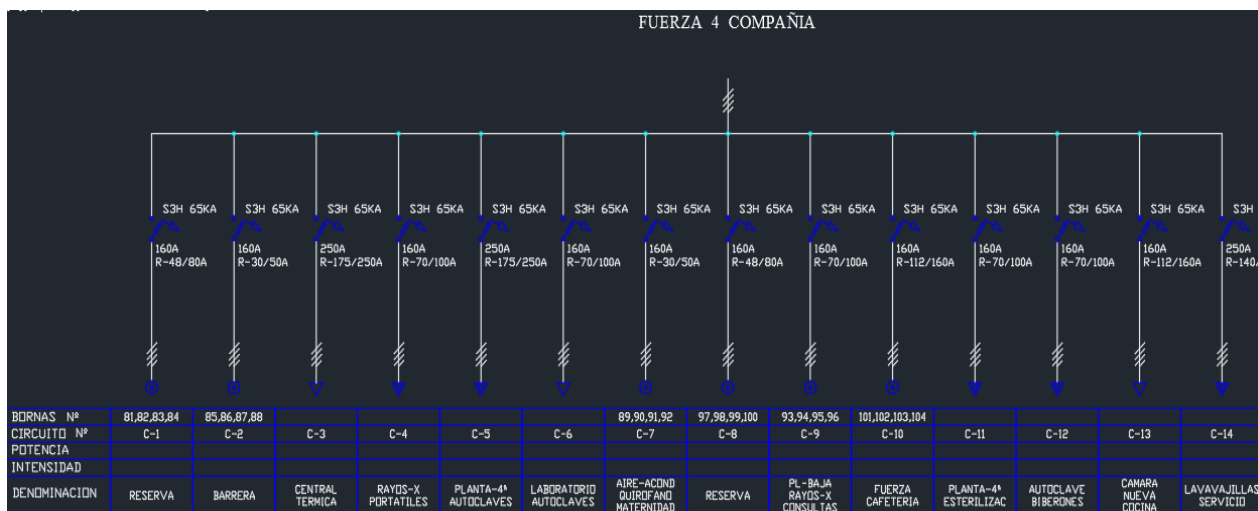 FUERZA 4 COMPAÑIA
S3H 65KA S3H 65KA S3H 65KA S3H 65KA S3H 65KA S3H 65KA S3H 65KA S3H 65KA S3H 65KA S3H 65KA S3H 65KA S3H 65KA S3H 65KA S3H
160A 160A 250A 160A 250A 160A 160A 160A 160A 160A 160A 160A 160A 250A
R-48/80A R-30/50A R-175/250A R-70/100A R-175/250A R-70/100A R-30/50A R-48/80A R-70/100A R-112/160A R-70/100A R-70/100A R-112/160A R-140/
BORNAS Nº 81,82,83,84 85,86,87,88 89,90,91,92 97,98,99,100 93,94,95,96 101,102,103,104
CIRCUITO Nº C-1 C-2 C-3 C-4 C-5 C-6 C-7 C-8 C-9 C-10 C-11 C-12 C-13 C-14
POTENCIA
INTENSIDAD
DENOMINACION
RESERVA
BARRERA
CENTRAL
TERMICA
RAYOS-X
PORTATILES
PLANTA-4ª
AUTOCLAVES
LABORATORIO
AUTOCLAVES
AIRE-ACOND
QUIROFANO
MATERNIDAD
RESERVA
PL-BAJA
RAYOS-X
CONSULTAS
FUERZA
CAFETERIA
PLANTA-4ª
ESTERILIZAC
AUTOCLAVE
BIBERONES
CAMARA
NUEVA
COCINA
LAVAVAJILLAS
SERVICIO